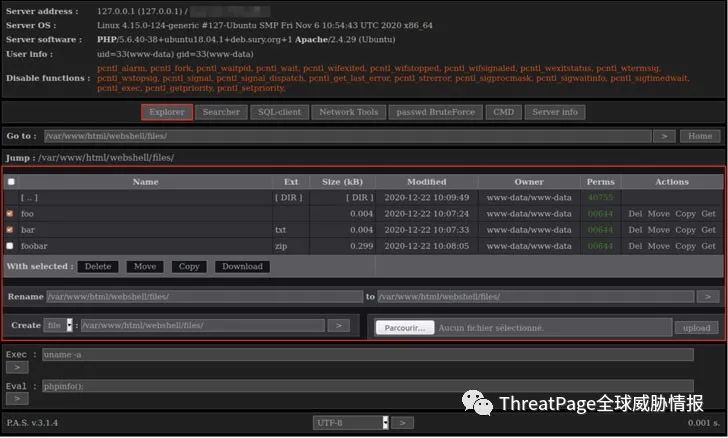 Server address : 127.0.0.1 (127.0.0.1) /
Server OS : Linux 4.15.0-124-generic #127-Ubuntu SMP Fri Nov 6 10:54:43 UTC 2020 x86_64
Server software : PHP/5.6.40-38+ubuntu18.04.1+deb.sury.org+1 Apache/2.4.29 (Ubuntu)
User info : uid=33(www-data) gid=33(www-data)
Disable functions : pcntl_alarm, pcntl_fork, pcntl_waitpid, pcntl_wait, pcntl_wifexited, pcntl_wifstopped, pcntl_wifsignaled, pcntl_wexitstatus, pcntl_wtermsig,
pcntl_wstopsig, pcntl_signal, pcntl_signal_dispatch, pcntl_get_last_error, pcntl_strerror, pcntl_sigprocmask, pcntl_sigwaitinfo, pcntl_sigtimedwait,
pcntl_exec, pcntl_getpriority, pcntl_setpriority,
Explorer Searcher SQL-client Network Tools passwd BruteForce CMD Server info
Go to : /var/www/html/webshell/files/ > Home
Jump : /var/www/html/webshell/files/
Name Ext Size (kB) Modified Owner Perms Actions
[ .. ] [ DIR ] [ DIR ] 2020-12-22 10:09:49 www-data/www-data 40755
foo 0.004 2020-12-22 10:07:24 www-data/www-data 00644 Del Move Copy Get
bar txt 0.004 2020-12-22 10:07:33 www-data/www-data 00644 Del Move Copy Get
foobar zip 0.299 2020-12-22 10:08:05 www-data/www-data 00644 Del Move Copy Get
With selected : Delete Move Copy Download
Rename /var/www/html/webshell/files/ to /var/www/html/webshell/files/ >
Create file : /var/www/html/webshell/files/ > Parcourir... Aucun fichier sélectionné. upload
Exec : uname -a
>
Eval : phpinfo();
>
ThreatPage全球威胁情报
P.A.S. v.3.1.4 UTF-8 > 0.001 s.